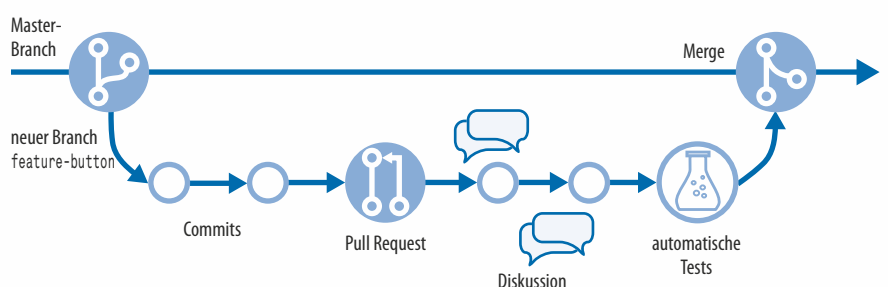 Master-
Branch
Merge
neuer Branch
feature-button
Commits
Pull Request
Diskussion
automatische
Tests